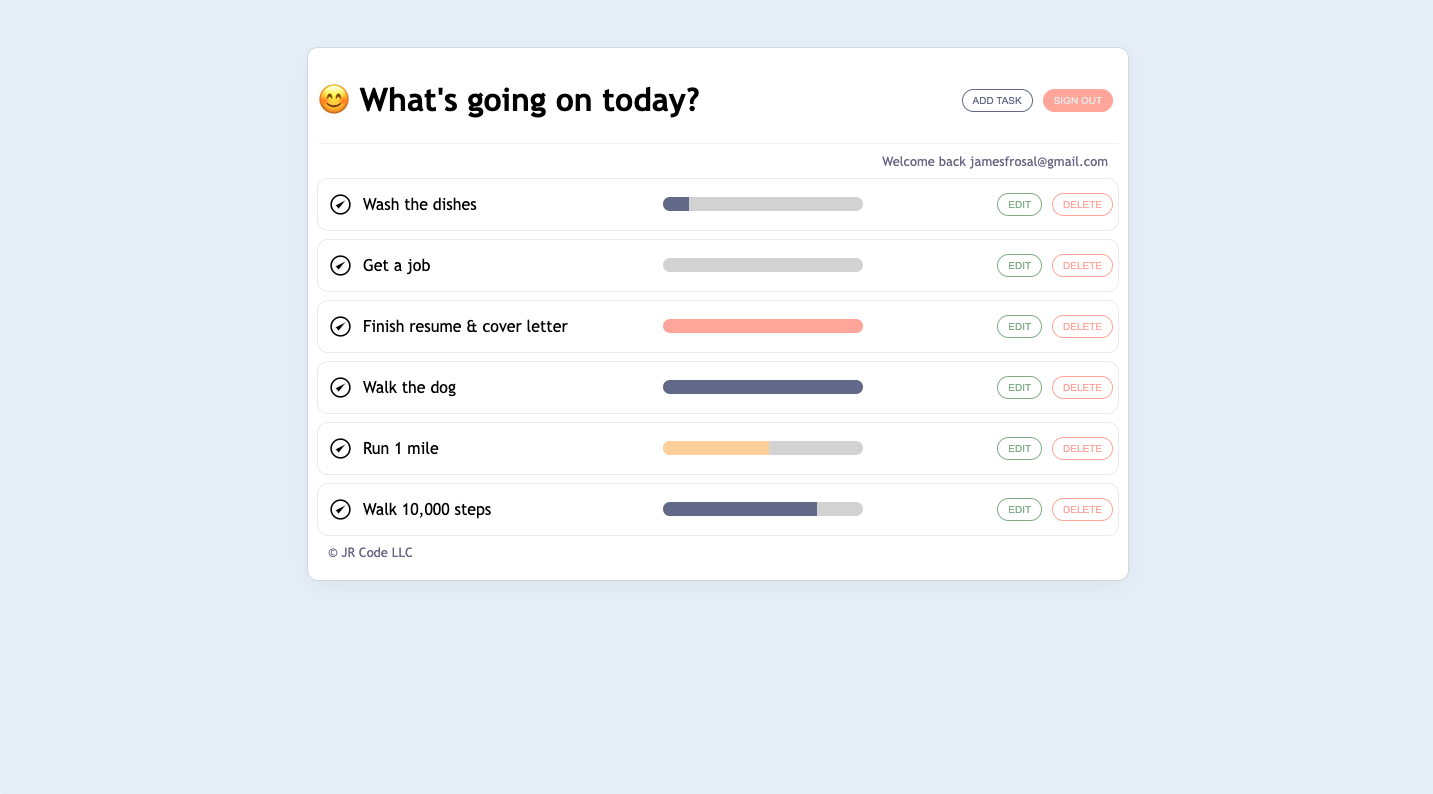 😊 What's going on today?
ADD TASK
SIGN OUT
Welcome back jamesfrosal@gmail.com
Wash the dishes
EDIT
DELETE
Get a job
EDIT
DELETE
Finish resume & cover letter
EDIT
DELETE
Walk the dog
EDIT
DELETE
Run 1 mile
EDIT
DELETE
Walk 10,000 steps
EDIT
DELETE
© JR Code LLC